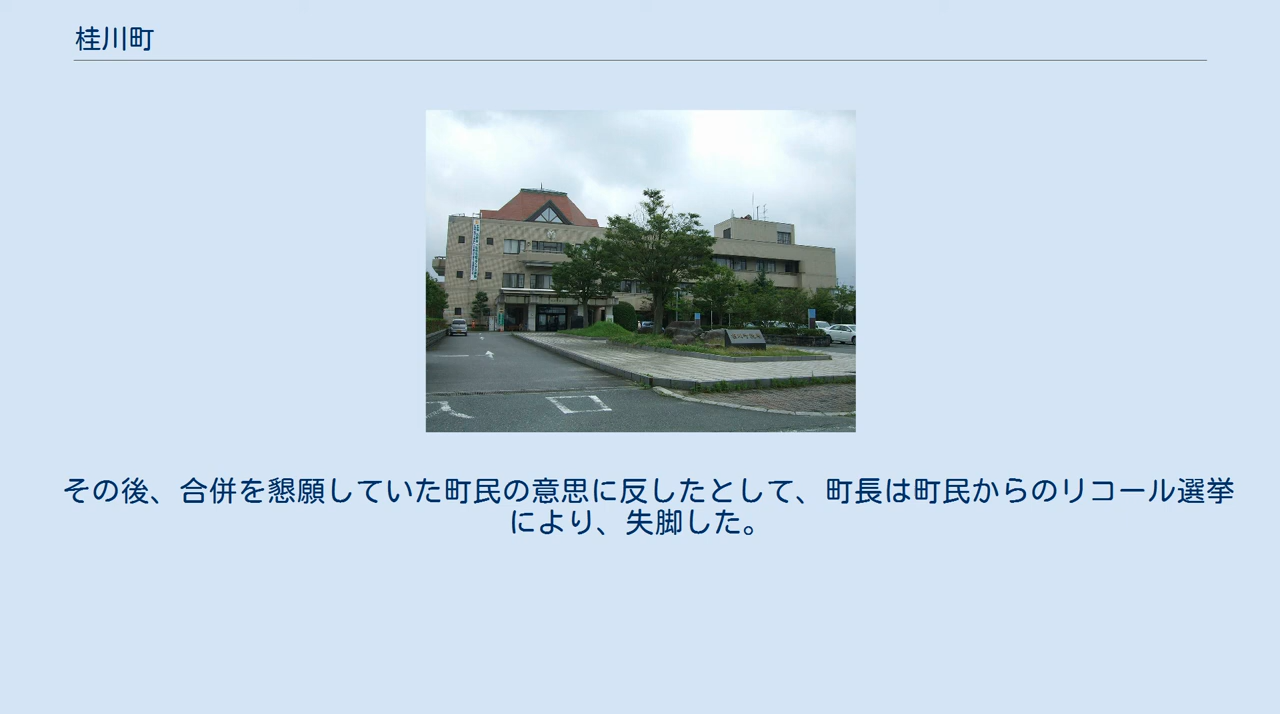 桂川町
その後、合併を懇願していた町民の意思に反したとして、町長は町民からのリコール選挙
により、失脚した。